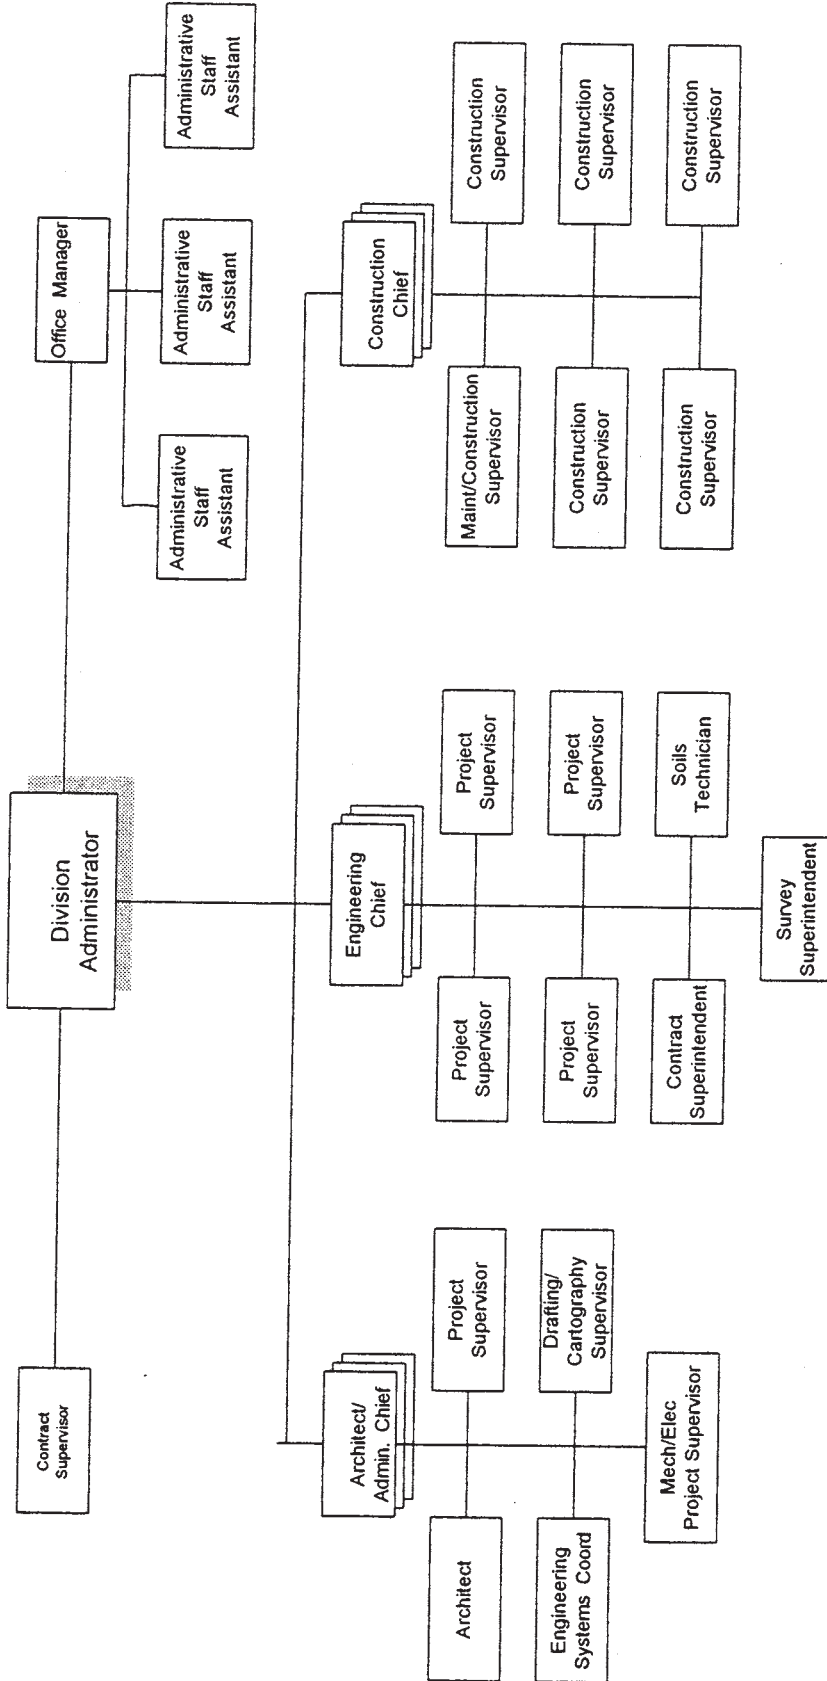 Division
Administrator
Contract
Supervisor
Office Manager
Administrative
Staff
Assistant
Administrative
Staff
Assistant
Administrative
Staff
Assistant
Architect/
Admin. Chief
Architect
Project
Supervisor
Engineering
Systems Coord
Drafting/
Cartography
Supervisor
Mech/Elec
Project Supervisor
Engineering
Chief
Project
Supervisor
Project
Supervisor
Project
Supervisor
Project
Supervisor
Contract
Superintendent
Soils
Technician
Survey
Superintendent
Construction
Chief
Maint/Construction
Supervisor
Construction
Supervisor
Construction
Supervisor
Construction
Supervisor
Construction
Supervisor
Construction
Supervisor